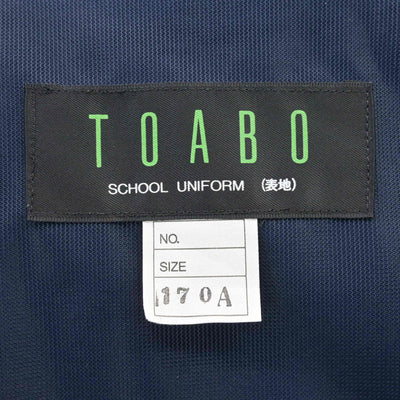 TOABO
SCHOOL UNIFORM (表地)
NO.
SIZE
170A